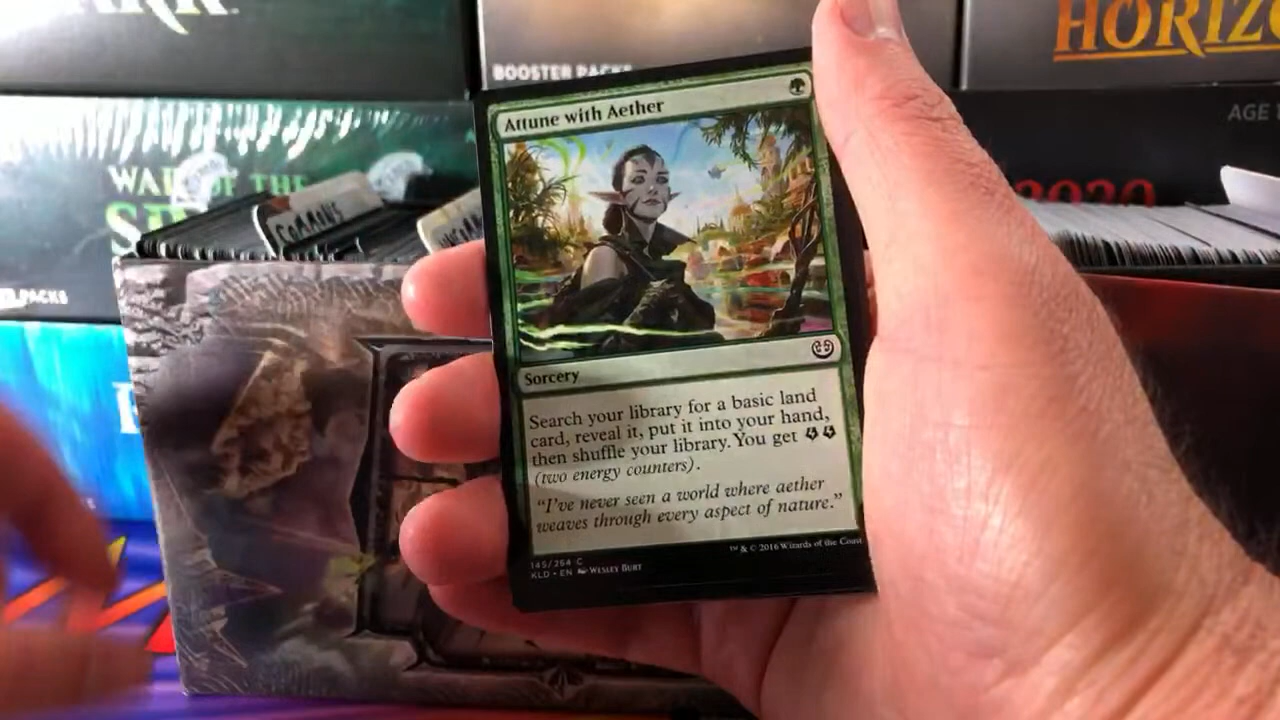 BOOSTER PACKS
HORIZO
AGE
WAR OF THE
2020
COMMONS
PACKS
Attune with Aether
Sorcery
Search your library for a basic land
card, reveal it, put it into your hand,
then shuffle your library. You get
(two energy counters).
"I've never seen a world where aether
weaves through every aspect of nature."
145/264 C
KLD • EN WESLEY BURT
™ & © 2016 Wizards of the Coast